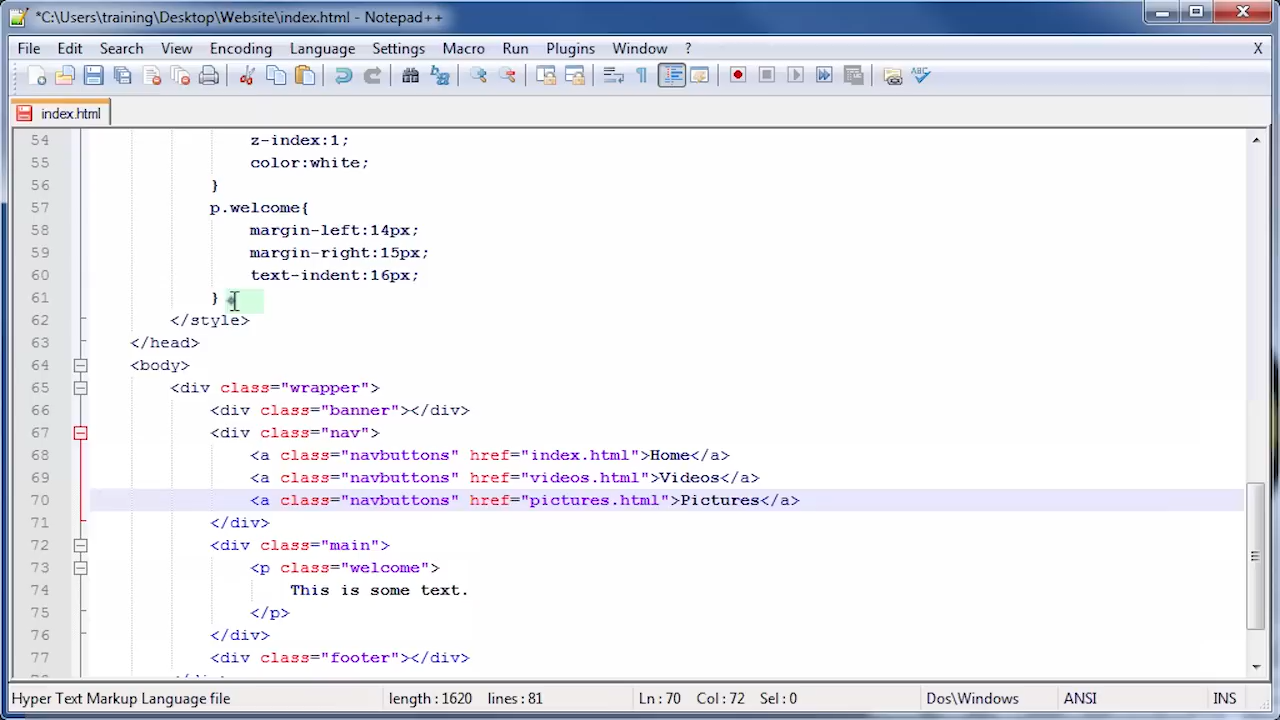 *C:\Users\training\Desktop\Website\index.html - Notepad++
File Edit Search View Encoding Language Settings Macro Run Plugins Window ? X
index.html
54 z-index:1;
55 color:white;
56 }
57 p.welcome{
58 margin-left:14px;
59 margin-right:15px;
60 text-indent:16px;
61 }
62 </style>
63 </head>
64 <body>
65 <div class="wrapper">
66 <div class="banner"></div>
67 <div class="nav">
68 <a class="navbuttons" href="index.html">Home</a>
69 <a class="navbuttons" href="videos.html">Videos</a>
70 <a class="navbuttons" href="pictures.html">Pictures</a>
71 </div>
72 <div class="main">
73 <p class="welcome">
74 This is some text.
75 </p>
76 </div>
77 <div class="footer"></div>
Hyper Text Markup Language file length:1620 lines:81 Ln:70 Col:72 Sel:0 Dos\Windows ANSI INS